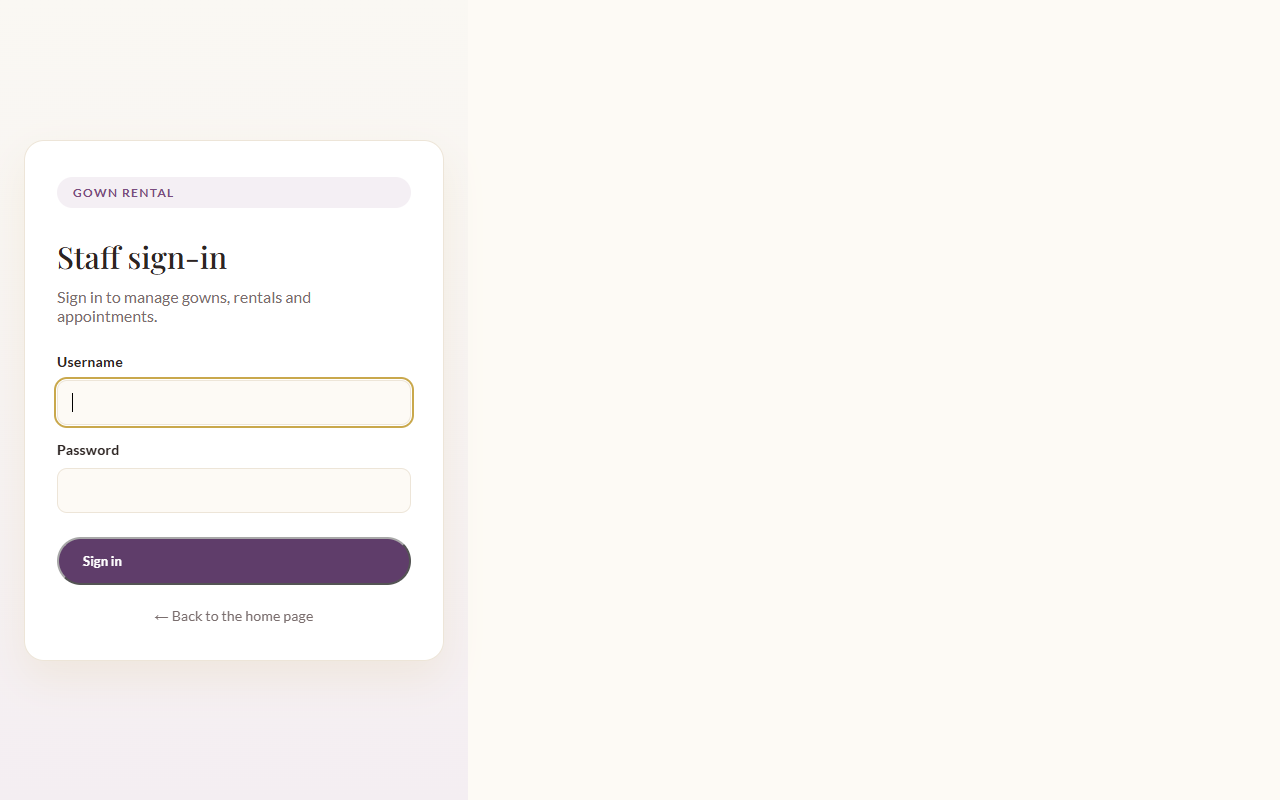 GOWN RENTAL
Staff sign-in
Sign in to manage gowns, rentals and
appointments.
Username
Password
Sign in
← Back to the home page